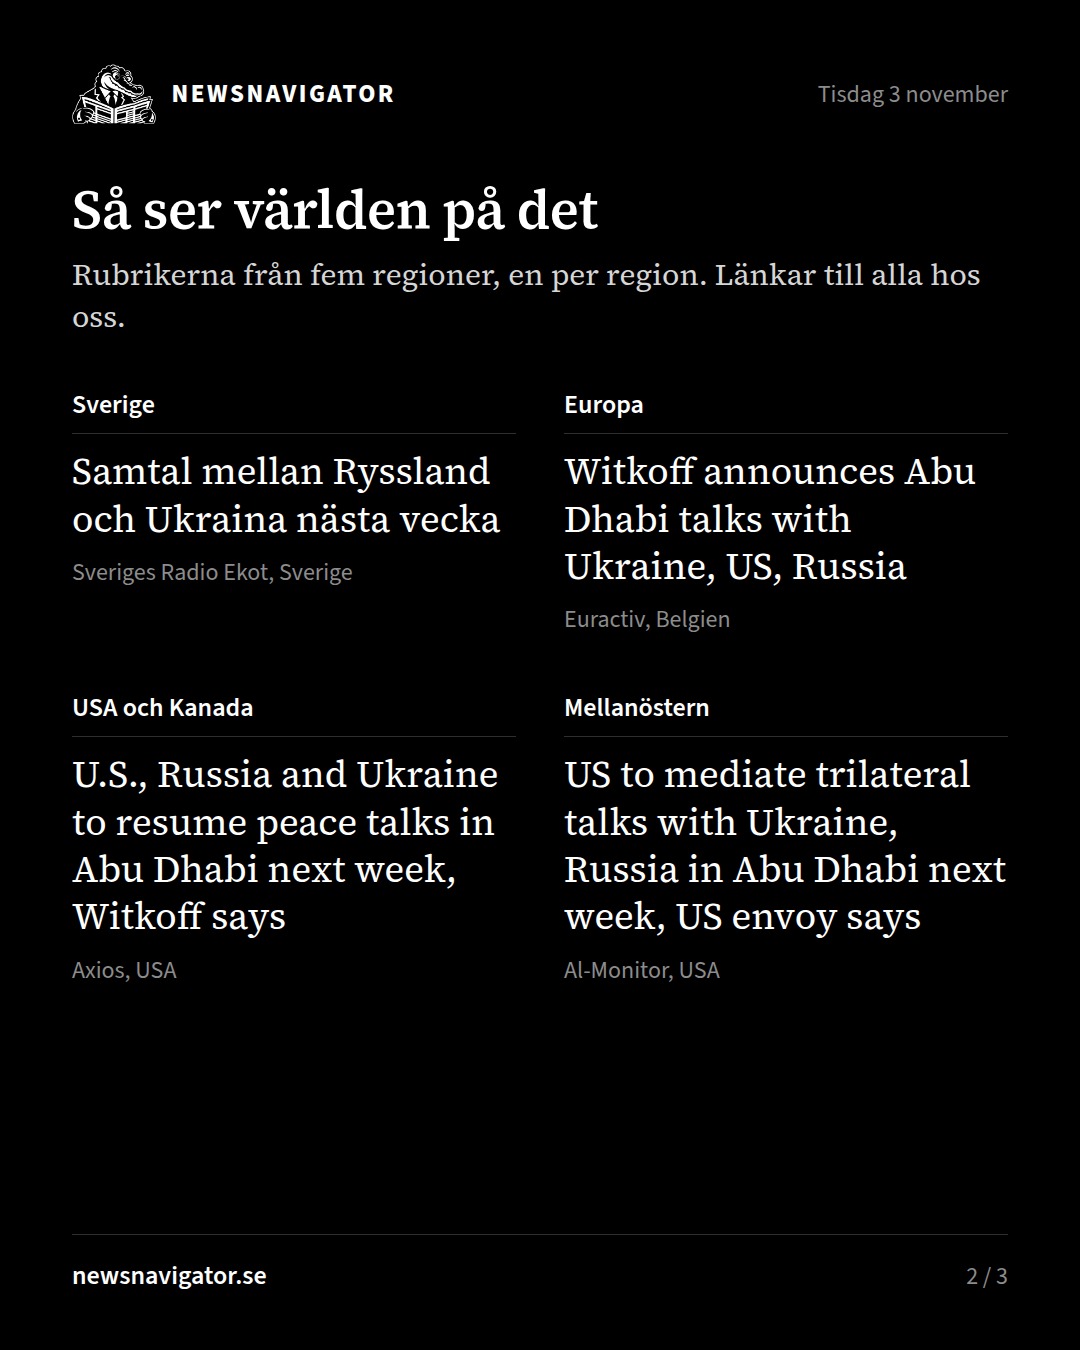 NEWSNAVIGATOR
Tisdag 3 november
Så ser världen på det
Rubrikerna från fem regioner, en per region. Länkar till alla hos
oss.
Sverige
Samtal mellan Ryssland
och Ukraina nästa vecka
Sveriges Radio Ekot, Sverige
Europa
Witkoff announces Abu
Dhabi talks with
Ukraine, US, Russia
Euractiv, Belgien
USA och Kanada
U.S., Russia and Ukraine
to resume peace talks in
Abu Dhabi next week,
Witkoff says
Axios, USA
Mellanöstern
US to mediate trilateral
talks with Ukraine,
Russia in Abu Dhabi next
week, US envoy says
Al-Monitor, USA
newsnavigator.se
2 / 3